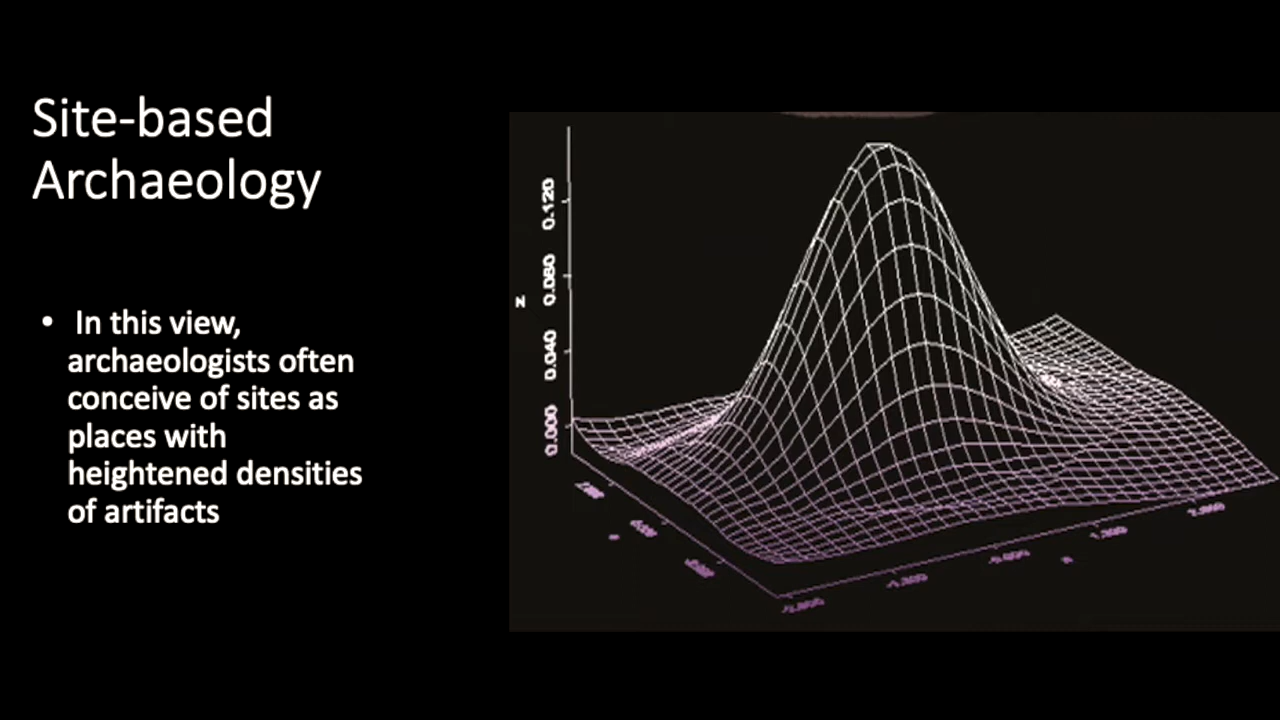 Site-based
Archaeology
• In this view,
archaeologists often
conceive of sites as
places with
heightened densities
of artifacts
0.120
0.080
0.040
0.000
N